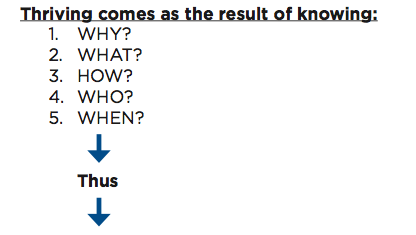 Thriving comes as the result of knowing:
1. WHY?
2. WHAT?
3. HOW?
4. WHO?
5. WHEN?
Thus